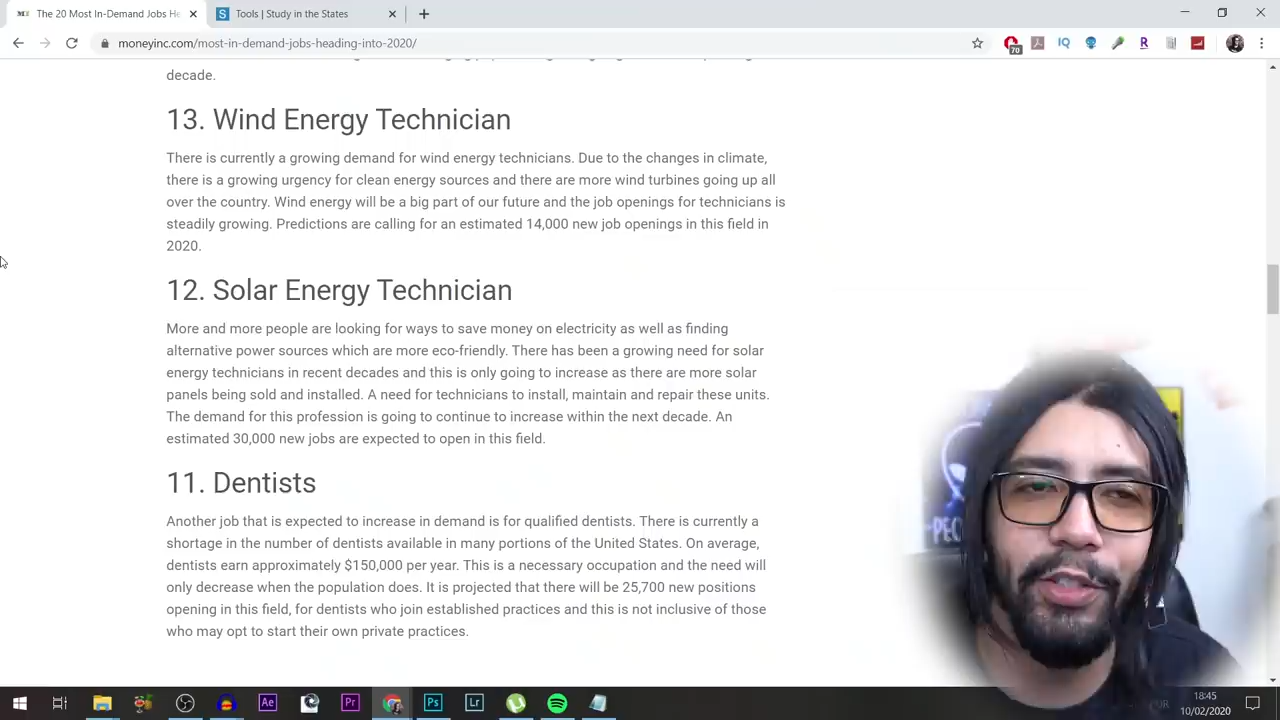 The 20 Most In-Demand Jobs He
Tools | Study in the States
moneyinc.com/most-in-demand-jobs-heading-into-2020/
70
IQ
R
decade.
13. Wind Energy Technician
There is currently a growing demand for wind energy technicians. Due to the changes in climate,
there is a growing urgency for clean energy sources and there are more wind turbines going up all
over the country. Wind energy will be a big part of our future and the job openings for technicians is
steadily growing. Predictions are calling for an estimated 14,000 new job openings in this field in
2020.
12. Solar Energy Technician
More and more people are looking for ways to save money on electricity as well as finding
alternative power sources which are more eco-friendly. There has been a growing need for solar
energy technicians in recent decades and this is only going to increase as there are more solar
panels being sold and installed. A need for technicians to install, maintain and repair these units.
The demand for this profession is going to continue to increase within the next decade. An
estimated 30,000 new jobs are expected to open in this field.
11. Dentists
Another job that is expected to increase in demand is for qualified dentists. There is currently a
shortage in the number of dentists available in many portions of the United States. On average,
dentists earn approximately $150,000 per year. This is a necessary occupation and the need will
only decrease when the population does. It is projected that there will be 25,700 new positions
opening in this field, for dentists who join established practices and this is not inclusive of those
who may opt to start their own private practices.
Ae
Pr
Ps
Lr
18:45
10/02/2020